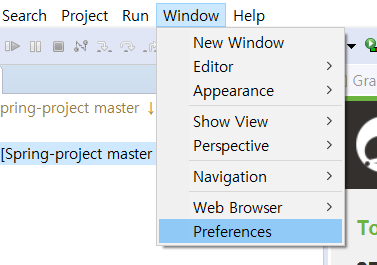 Search Project Run Window Help
New Window
Editor
Appearance
Show View
Perspective
Navigation
Web Browser
Preferences
pring-project master ↓
[Spring-project master
Gra
To